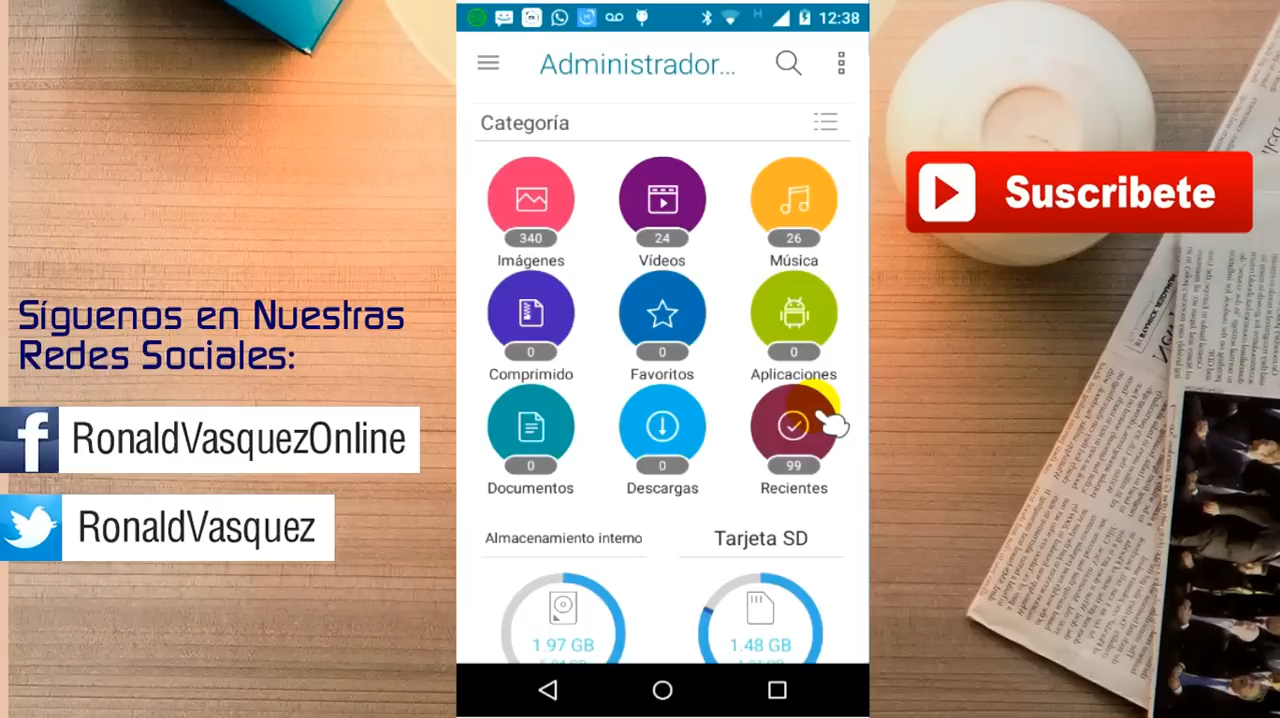 12:38
Administrador...
Categoría
340
24
26
Imágenes
Vídeos
Música
0
0
0
Comprimido
Favoritos
Aplicaciones
0
0
99
Documentos
Descargas
Recientes
Almacenamiento interno
Tarjeta SD
1.97 GB
1.48 GB
Síguenos en Nuestras
Redes Sociales:
f RonaldVasquezOnline
RonaldVasquez
Suscribete